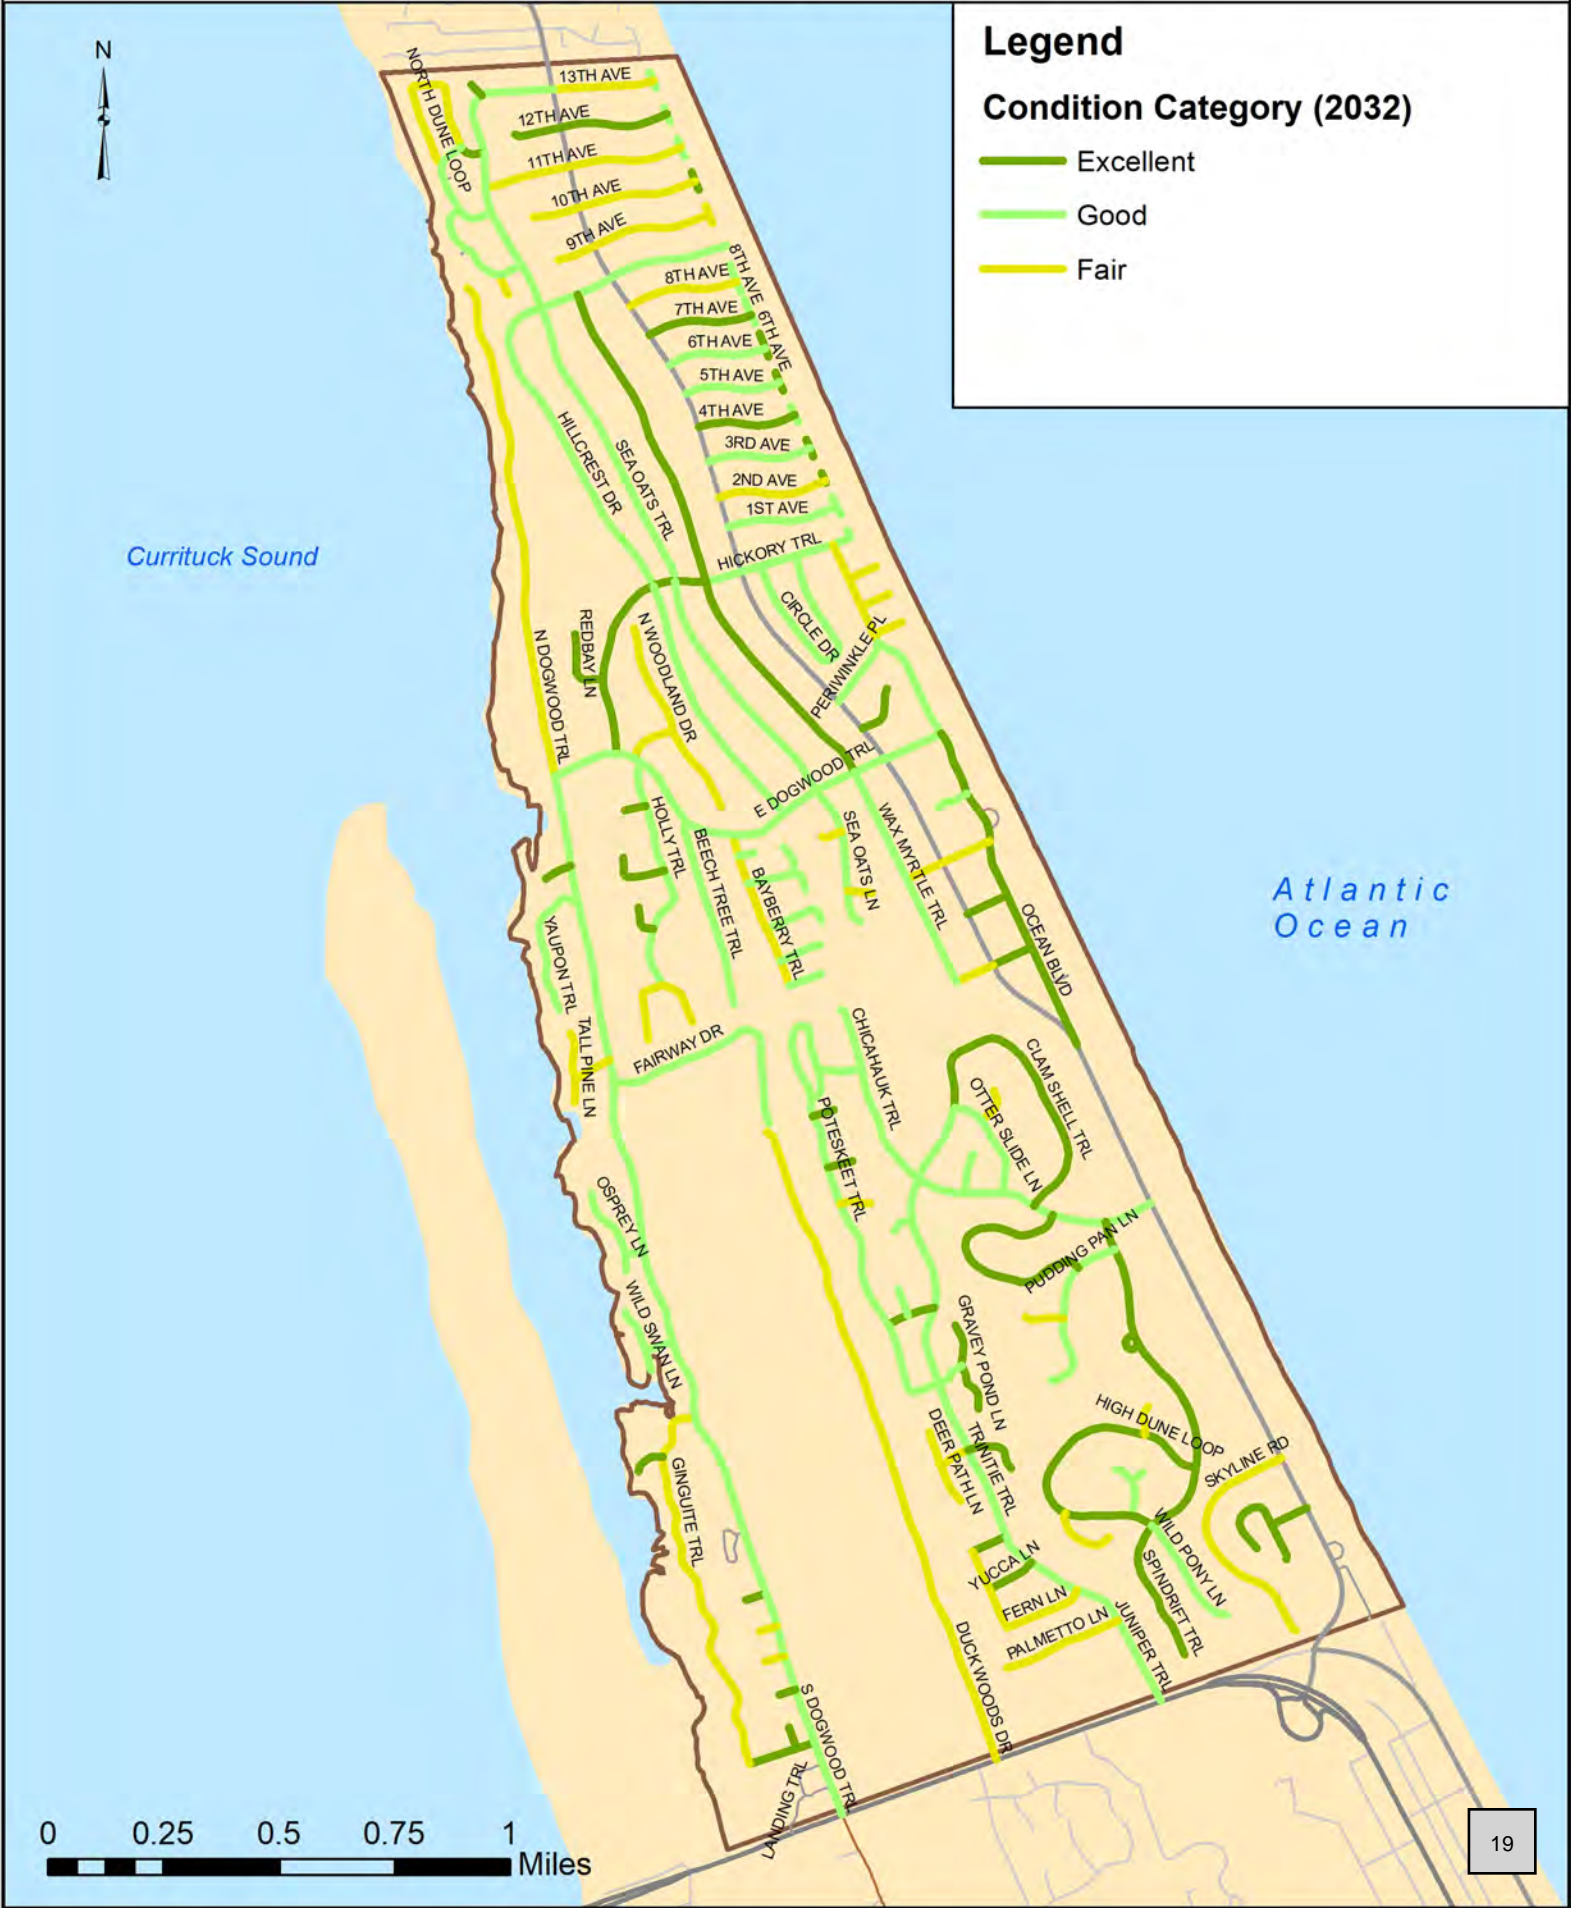 Legend
Condition Category (2032)
Excellent
Good
Fair
N
NORTH DUNE LOOP
13TH AVE
12TH AVE
11TH AVE
10TH AVE
9TH AVE
8TH AVE
8TH AVE
7TH AVE
6TH AVE
6TH AVE
5TH AVE
4TH AVE
3RD AVE
2ND AVE
1ST AVE
HILLCREST DR
SEA OATS TRL
HICKORY TRL
Currituck Sound
CIRCLE DR
PERIWINKLE PL
REDBAY LN
N WOODLAND DR
N DOGWOOD TRL
E DOGWOOD TRL
HOLLY TRL
BEECH TREE TRL
BAYBERRY TRL
SEA OATS LN
WAX MYRTLE TRL
OCEAN BLVD
Atlantic
Ocean
YAUPON TRL
TALL PINE LN
FAIRWAY DR
CHICAHAUK TRL
CLAM SHELL TRL
OTTER SLIDE LN
POTESKEET TRL
OSPREY LN
PUDDING PAN LN
WILD SWAN LN
GRAVEY POND LN
HIGH DUNE LOOP
DEER PATH LN
TRINITIE TRL
SKYLINE RD
GINGUITE TRL
WILD PONY LN
SPINDRIFT TRL
YUCCA LN
FERN LN
PALMETTO LN
JUNIPER TRL
DUCK WOODS DR
S DOGWOOD TRL
LANDING TRL
0 0.25 0.5 0.75 1
Miles
19